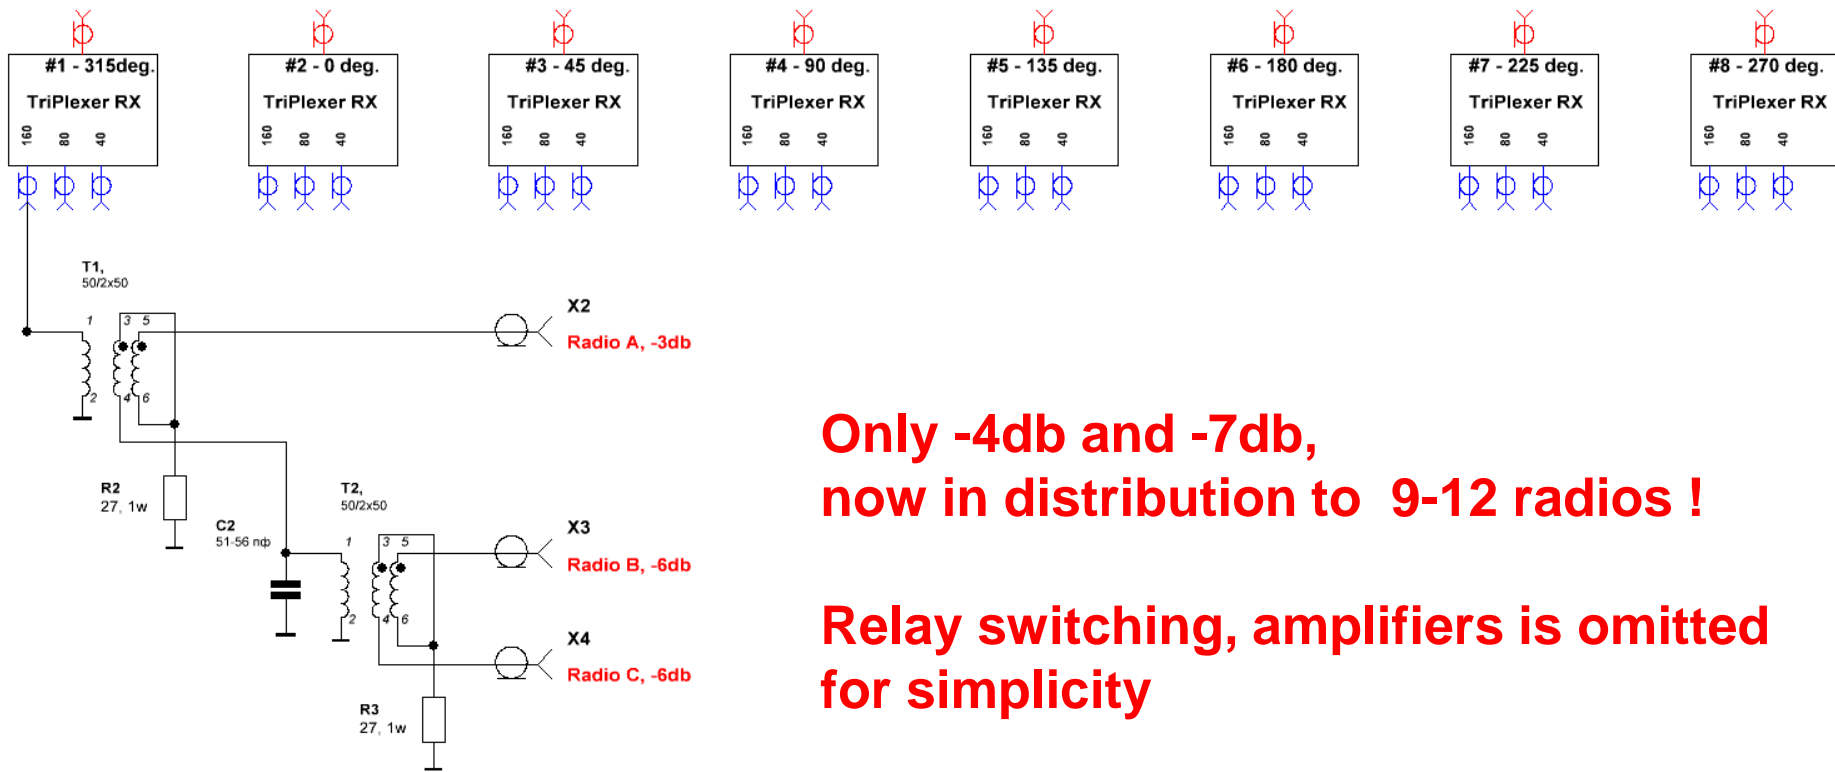 #1 - 315deg.
TriPlexer RX
160 80 40
#2 - 0 deg.
TriPlexer RX
160 80 40
#3 - 45 deg.
TriPlexer RX
160 80 40
#4 - 90 deg.
TriPlexer RX
160 80 40
#5 - 135 deg.
TriPlexer RX
160 80 40
#6 - 180 deg.
TriPlexer RX
160 80 40
#7 - 225 deg.
TriPlexer RX
160 80 40
#8 - 270 deg.
TriPlexer RX
160 80 40
T1,
50/2x50
1 3 5
2 4 6
X2
Radio A, -3db
R2
27, 1w
C2
51-56 пф
T2,
50/2x50
1 3 5
2 4 6
X3
Radio B, -6db
X4
Radio C, -6db
R3
27, 1w
Only -4db and -7db,
now in distribution to 9-12 radios !
Relay switching, amplifiers is omitted
for simplicity